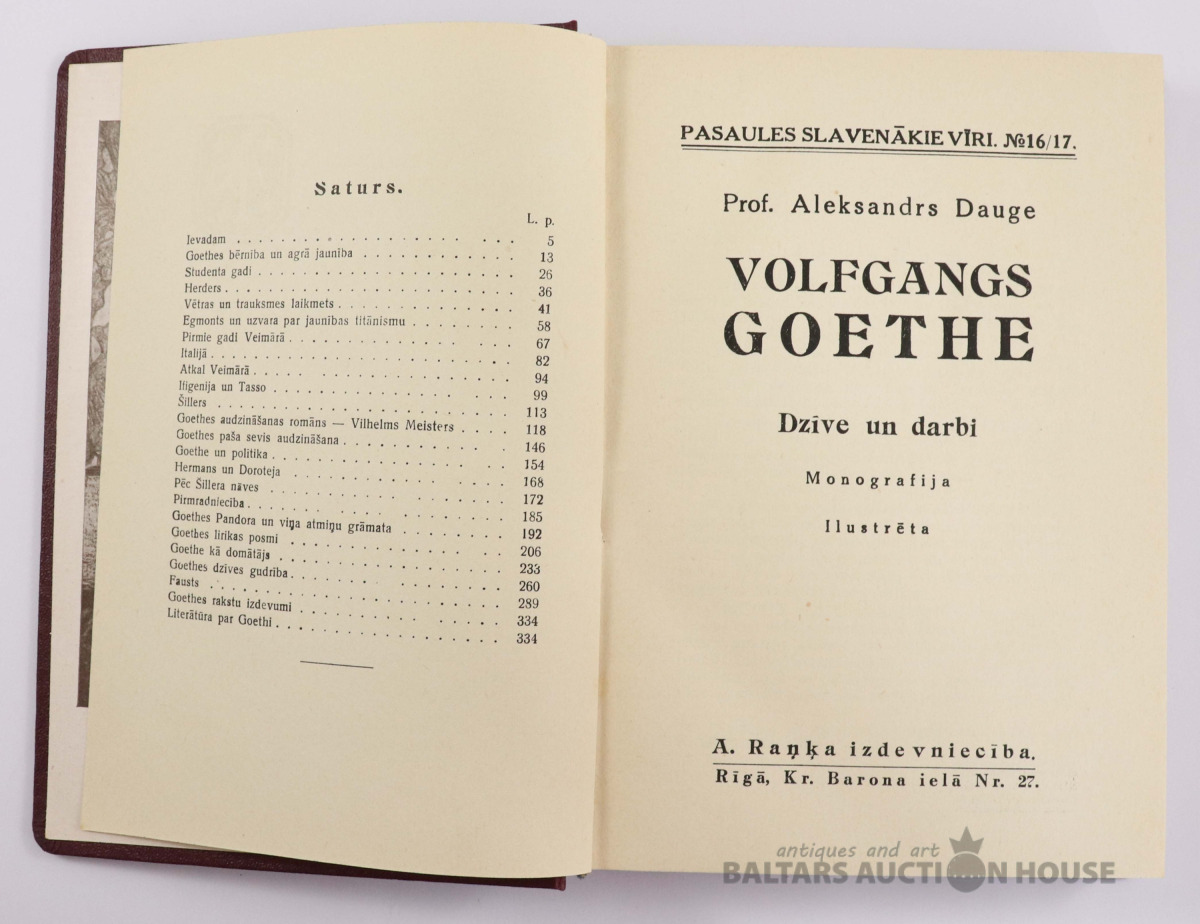 Saturs.
L. p.
Ievadam . . . . . . . . . . . . . . . . . . . . 5
Goethes bērnība un agrā jaunība . . . . . . . . . . . 13
Studenta gadi . . . . . . . . . . . . . . . . . . . 26
Herders . . . . . . . . . . . . . . . . . . . . . 36
Vētras un trauksmes laikmets . . . . . . . . . . . . 41
Egmonts un uzvara par jaunības titānismu . . . . . . . . 58
Pirmie gadi Veimārā . . . . . . . . . . . . . . . . 67
Italijā . . . . . . . . . . . . . . . . . . . . . 82
Atkal Veimārā . . . . . . . . . . . . . . . . . . . 94
Ifigenija un Tasso . . . . . . . . . . . . . . . . . 99
Šillers . . . . . . . . . . . . . . . . . . . . . 113
Goethes audzināšanas romāns — Vilhelms Meisters . . . . 118
Goethes paša sevis audzināšana . . . . . . . . . . . 146
Goethe un politika . . . . . . . . . . . . . . . . . 154
Hermans un Doroteja . . . . . . . . . . . . . . . . 168
Pēc Šillera nāves . . . . . . . . . . . . . . . . . 172
Pirmradniecība . . . . . . . . . . . . . . . . . . 185
Goethes Pandora un viņa atmiņu grāmata . . . . . . . . 192
Goethes lirikas posmi . . . . . . . . . . . . . . . 206
Goethe kā domātājs . . . . . . . . . . . . . . . . 233
Goethes dzīves gudrība . . . . . . . . . . . . . . . 260
Fausts . . . . . . . . . . . . . . . . . . . . . 289
Goethes rakstu izdevumi . . . . . . . . . . . . . . 334
Literātūra par Goethi . . . . . . . . . . . . . . . 334
PASAULES SLAVENĀKIE VĪRI. №16/17.
Prof. Aleksandrs Dauge
VOLFGANGS
GOETHE
Dzīve un darbi
Monografija
Ilustrēta
A. Raņķa izdevniecība.
Rīgā, Kr. Barona ielā Nr. 27.
antiques and art
BALTARS AUCTION HOUSE